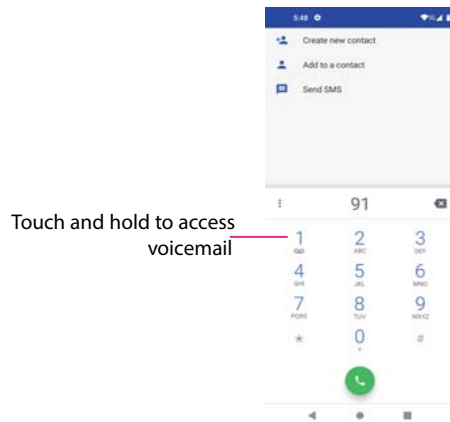 5:48
Create new contact
Add to a contact
Send SMS
91
Touch and hold to access
voicemail
1 2 3
ABC DEF
4 5 6
GHI JKL MNO
7 8 9
PQRS TUV WXYZ
* 0 #
+